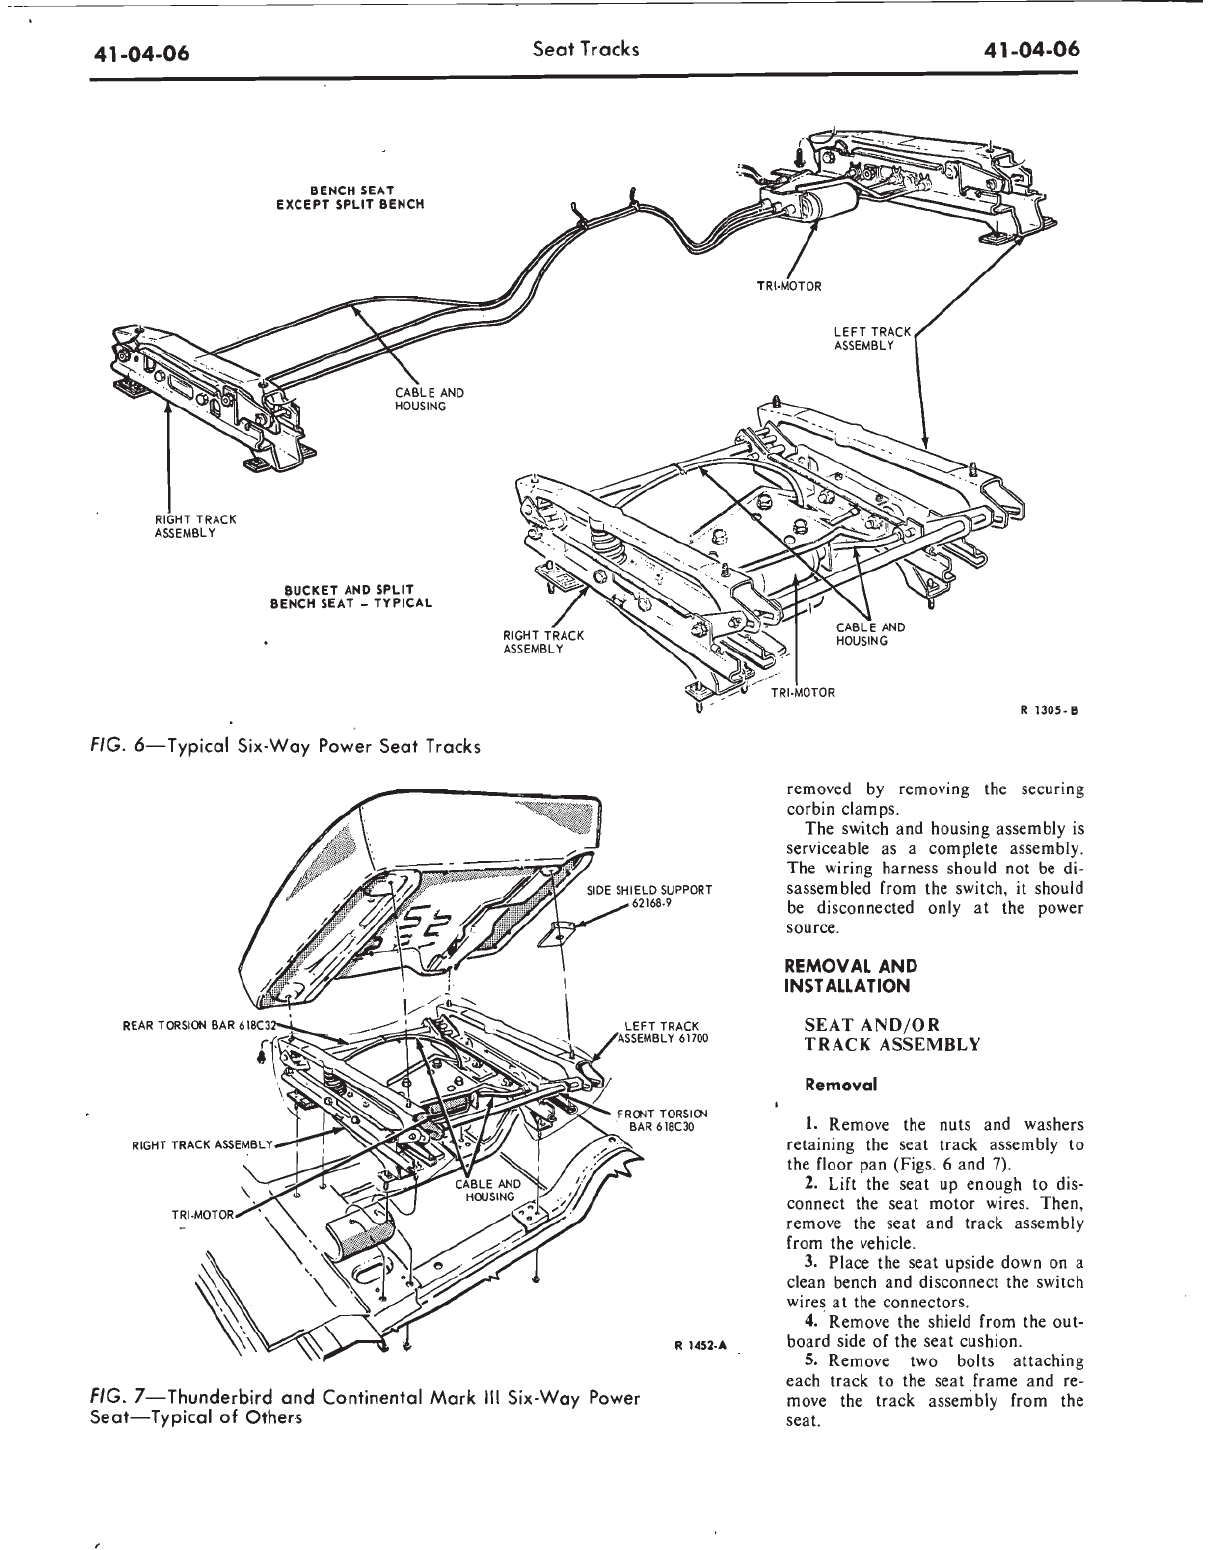 41-04-06
Seat Tracks
41-04-06
BENCH SEAT
EXCEPT SPLIT BENCH
TRI-MOTOR
LEFT TRACK
ASSEMBLY
CABLE AND
HOUSING
RIGHT TRACK
ASSEMBLY
BUCKET AND SPLIT
BENCH SEAT - TYPICAL
RIGHT TRACK
ASSEMBLY
CABLE AND
HOUSING
TRI-MOTOR
R 1305-B
FIG. 6—Typical Six-Way Power Seat Tracks
SIDE SHIELD SUPPORT
62168-9
REAR TORSION BAR 618C32
LEFT TRACK
ASSEMBLY 61700
FRONT TORSION
BAR 618C30
RIGHT TRACK ASSEMBLY
CABLE AND
HOUSING
TRI-MOTOR
R 1452-A
FIG. 7—Thunderbird and Continental Mark III Six-Way Power
Seat—Typical of Others
removed by removing the securing
corbin clamps.
The switch and housing assembly is
serviceable as a complete assembly.
The wiring harness should not be di-
sassembled from the switch, it should
be disconnected only at the power
source.
REMOVAL AND
INSTALLATION
SEAT AND/OR
TRACK ASSEMBLY
Removal
1. Remove the nuts and washers
retaining the seat track assembly to
the floor pan (Figs. 6 and 7).
2. Lift the seat up enough to dis-
connect the seat motor wires. Then,
remove the seat and track assembly
from the vehicle.
3. Place the seat upside down on a
clean bench and disconnect the switch
wires at the connectors.
4. Remove the shield from the out-
board side of the seat cushion.
5. Remove two bolts attaching
each track to the seat frame and re-
move the track assembly from the
seat.